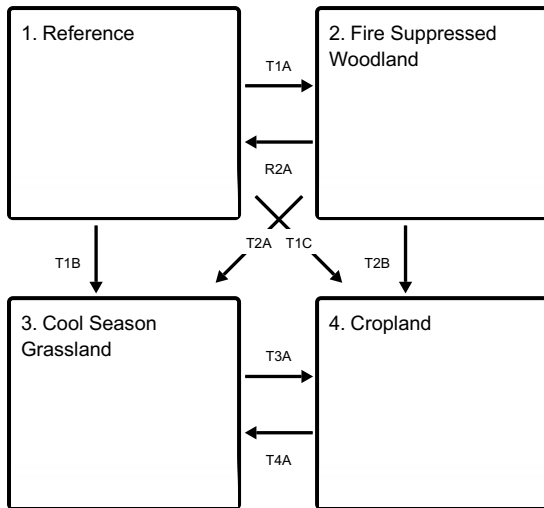 1. Reference
2. Fire Suppressed
Woodland
T1A
R2A
T1B
T2A
T1C
T2B
3. Cool Season
Grassland
4. Cropland
T3A
T4A